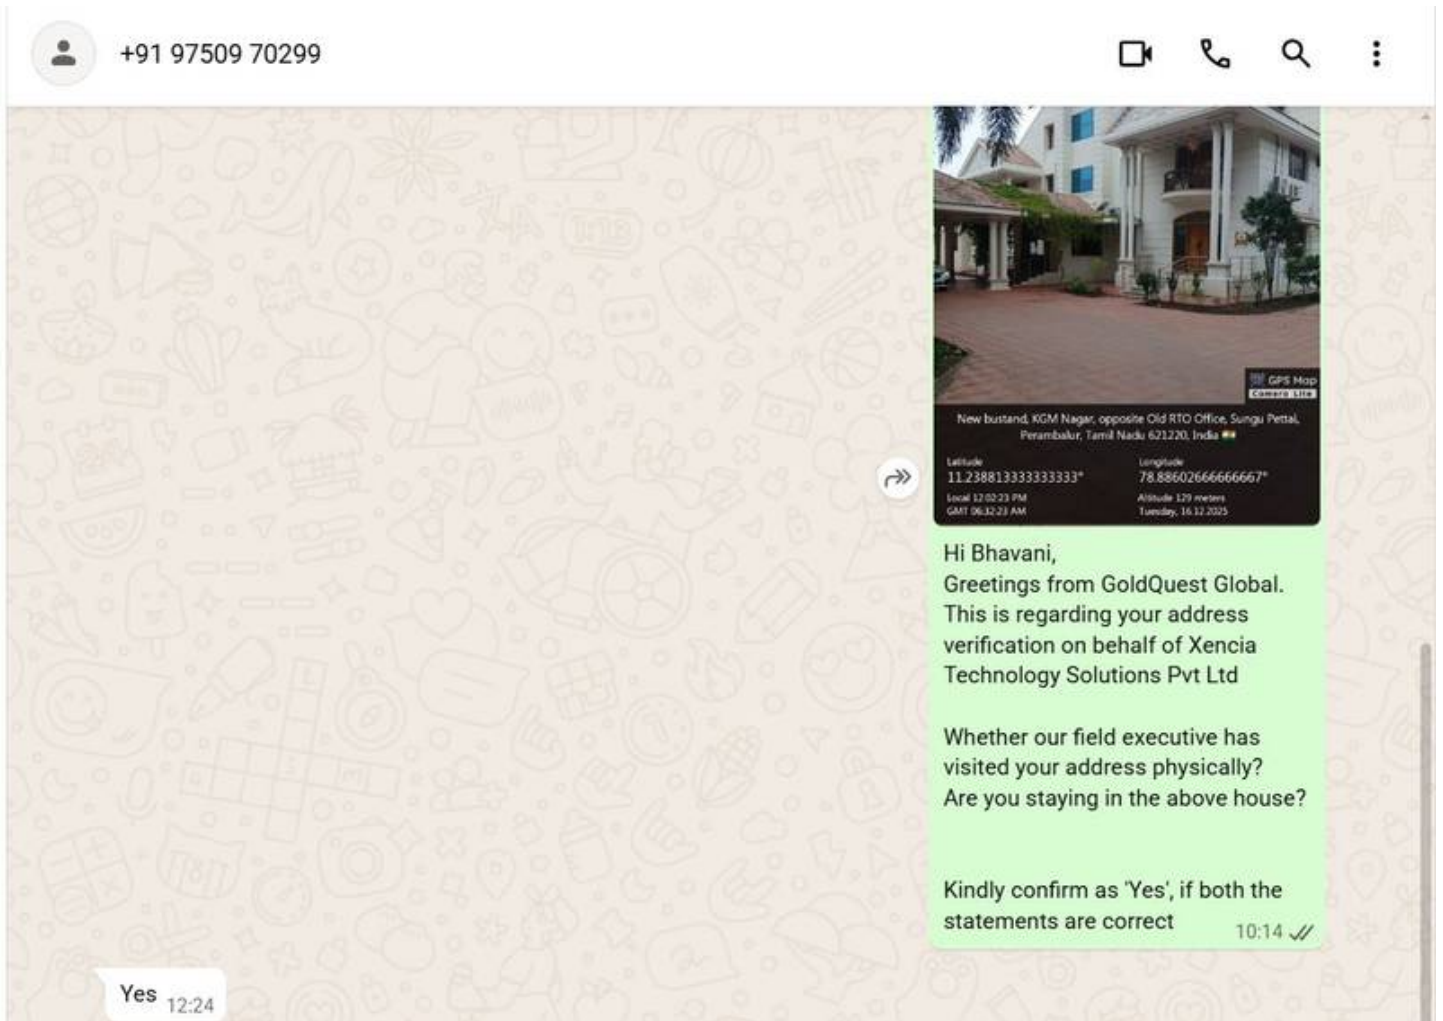 +91 97509 70299
GPS Map
Camera Lite
New bustand, KGM Nagar, opposite Old RTO Office, Sungu Pettai,
Perambalur, Tamil Nadu 621220, India
Latitude
11.238813333333333°
Longitude
78.88602666666667°
Local 12:02:23 PM
GMT 06:32:23 AM
Altitude 129 meters
Tuesday, 16.12.2025
Hi Bhavani,
Greetings from GoldQuest Global.
This is regarding your address
verification on behalf of Xencia
Technology Solutions Pvt Ltd
Whether our field executive has
visited your address physically?
Are you staying in the above house?
Kindly confirm as 'Yes', if both the
statements are correct
10:14
Yes
12:24